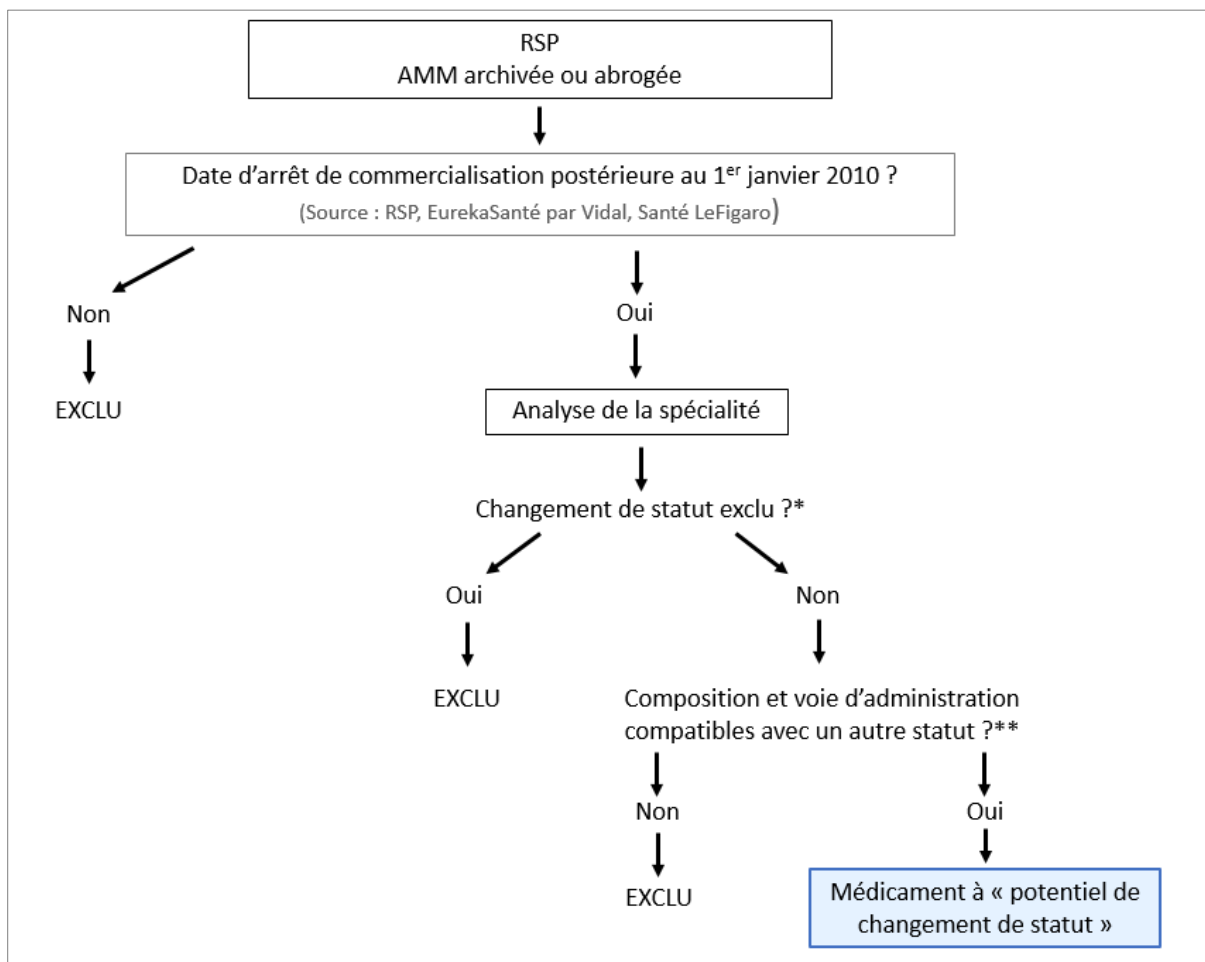 RSP
AMM archivée ou abrogée
Date d’arrêt de commercialisation postérieure au 1er janvier 2010 ?
(Source : RSP, EurekaSanté par Vidal, Santé LeFigaro)
Non
Oui
EXCLU
Analyse de la spécialité
Changement de statut exclu ?*
Oui
Non
EXCLU
Composition et voie d’administration
compatibles avec un autre statut ?**
Non
Oui
EXCLU
Médicament à « potentiel de
changement de statut »